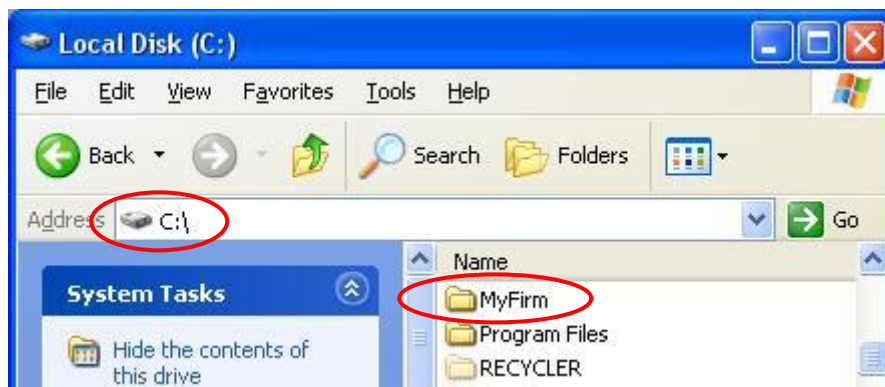 Local Disk (C:)
File Edit View Favorites Tools Help
Back Search Folders
Address C:\ Go
System Tasks
Hide the contents of
this drive
Name
MyFirm
Program Files
RECYCLER